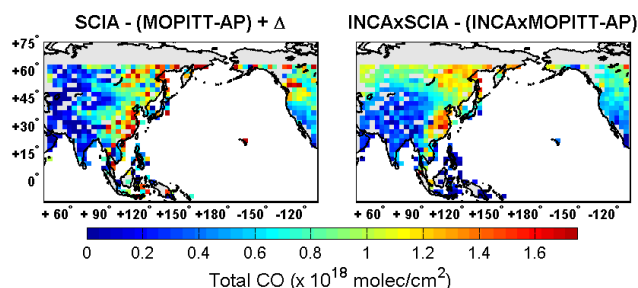 SCIA - (MOPITT-AP) + Δ
INCAxSCIA - (INCAxMOPITT-AP)
+75°
+60°
+45°
+30°
+15°
0°
+ 60° + 90° +120° +150° +180° -150° -120°
+ 60° + 90° +120° +150° +180° -150° -120°
0 0.2 0.4 0.6 0.8 1 1.2 1.4 1.6
Total CO (x 10¹⁸ molec/cm²)